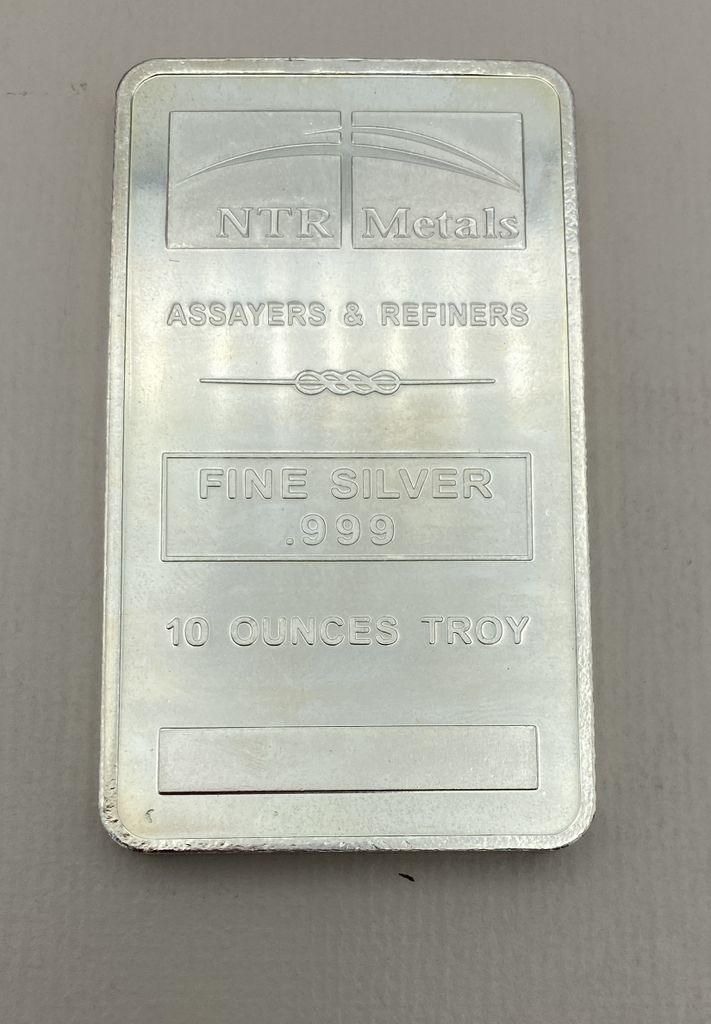 NTR Metals
ASSAYERS & REFINERS
FINE SILVER
.999
10 OUNCES TROY